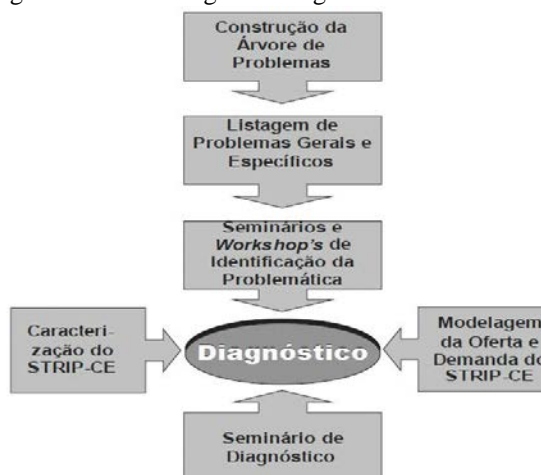 Construção da
Árvore de
Problemas
Listagem de
Problemas Gerais e
Específicos
Seminários e
Workshop's de
Identificação da
Problemática
Caracteri-
zação do
STRIP-CE
Diagnóstico
Modelagem
da Oferta e
Demanda do
STRIP-CE
Seminário de
Diagnóstico